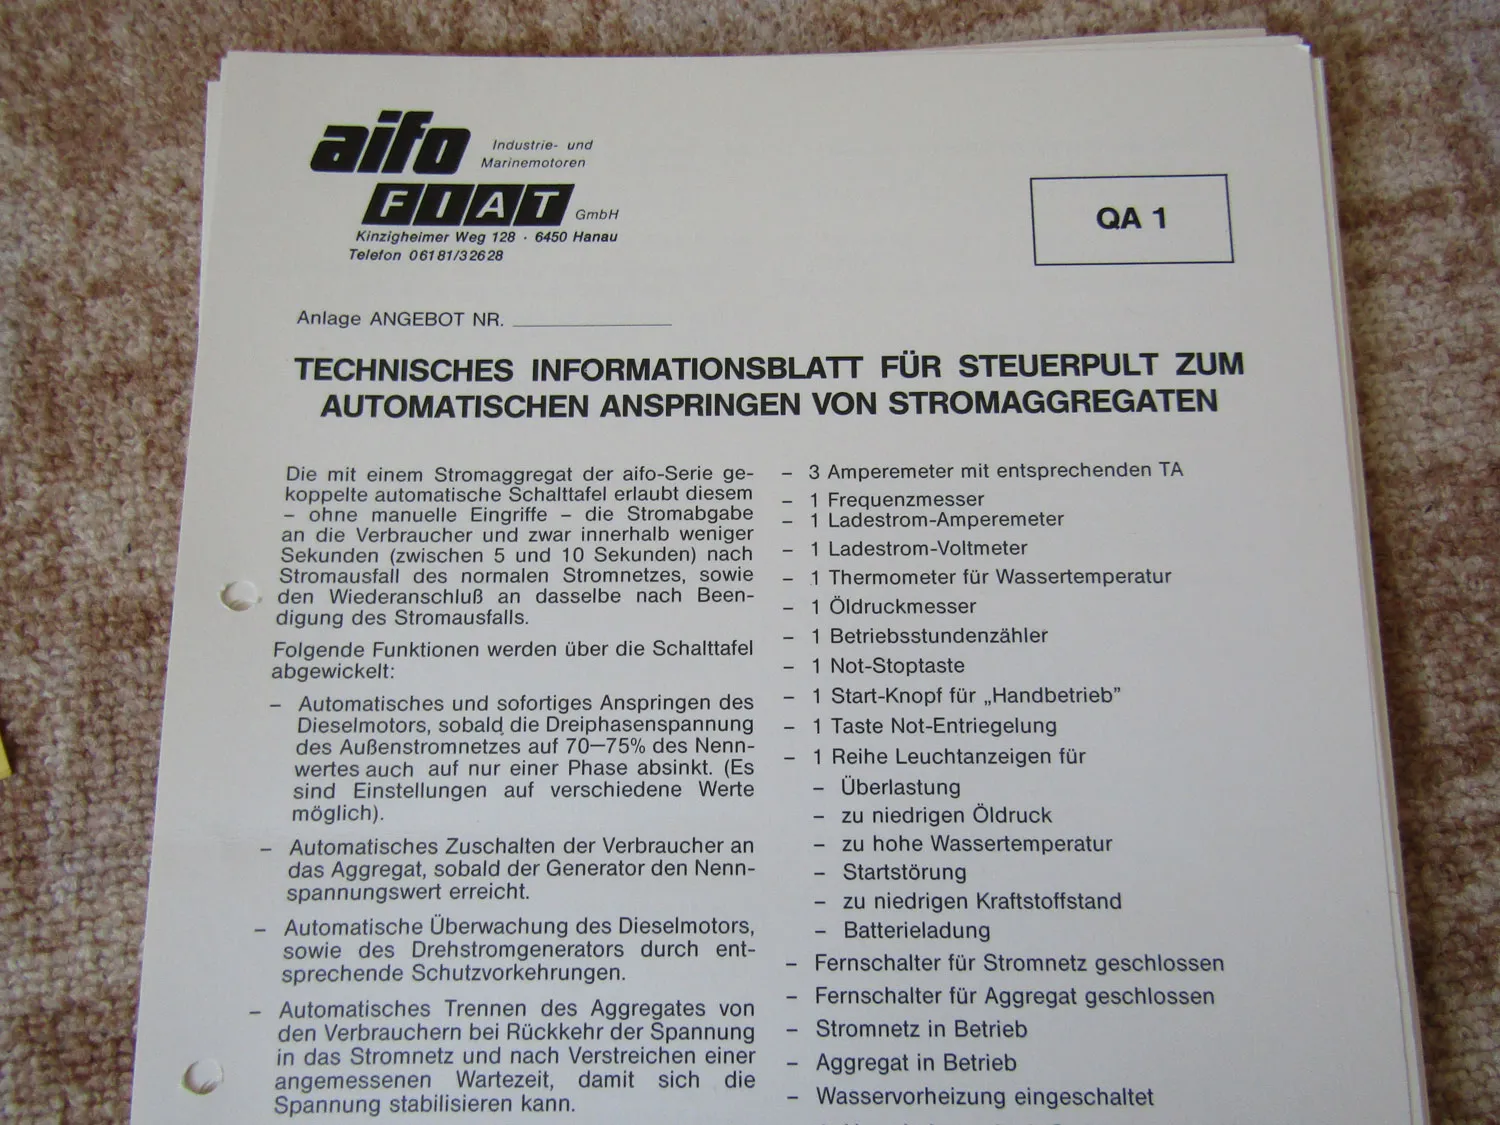 aifo
Industrie- und
Marinemotoren
FIAT
GmbH
Kinzigheimer Weg 128 · 6450 Hanau
Telefon 06181/32628
QA 1
Anlage ANGEBOT NR.
TECHNISCHES INFORMATIONSBLATT FÜR STEUERPULT ZUM
AUTOMATISCHEN ANSPRINGEN VON STROMAGGREGATEN
Die mit einem Stromaggregat der aifo-Serie ge-
koppelte automatische Schalttafel erlaubt diesem
– ohne manuelle Eingriffe – die Stromabgabe
an die Verbraucher und zwar innerhalb weniger
Sekunden (zwischen 5 und 10 Sekunden) nach
Stromausfall des normalen Stromnetzes, sowie
den Wiederanschluß an dasselbe nach Been-
digung des Stromausfalls.
Folgende Funktionen werden über die Schalttafel
abgewickelt:
– Automatisches und sofortiges Anspringen des
Dieselmotors, sobald die Dreiphasenspannung
des Außenstromnetzes auf 70—75% des Nenn-
wertes auch auf nur einer Phase absinkt. (Es
sind Einstellungen auf verschiedene Werte
möglich).
– Automatisches Zuschalten der Verbraucher an
das Aggregat, sobald der Generator den Nenn-
spannungswert erreicht.
– Automatische Überwachung des Dieselmotors,
sowie des Drehstromgenerators durch ent-
sprechende Schutzvorkehrungen.
– Automatisches Trennen des Aggregates von
den Verbrauchern bei Rückkehr der Spannung
in das Stromnetz und nach Verstreichen einer
angemessenen Wartezeit, damit sich die
Spannung stabilisieren kann.
– 3 Amperemeter mit entsprechenden TA
– 1 Frequenzmesser
– 1 Ladestrom-Amperemeter
– 1 Ladestrom-Voltmeter
– 1 Thermometer für Wassertemperatur
– 1 Öldruckmesser
– 1 Betriebsstundenzähler
– 1 Not-Stoptaste
– 1 Start-Knopf für „Handbetrieb”
– 1 Taste Not-Entriegelung
– 1 Reihe Leuchtanzeigen für
– Überlastung
– zu niedrigen Öldruck
– zu hohe Wassertemperatur
– Startstörung
– zu niedrigen Kraftstoffstand
– Batterieladung
– Fernschalter für Stromnetz geschlossen
– Fernschalter für Aggregat geschlossen
– Stromnetz in Betrieb
– Aggregat in Betrieb
– Wasservorheizung eingeschaltet